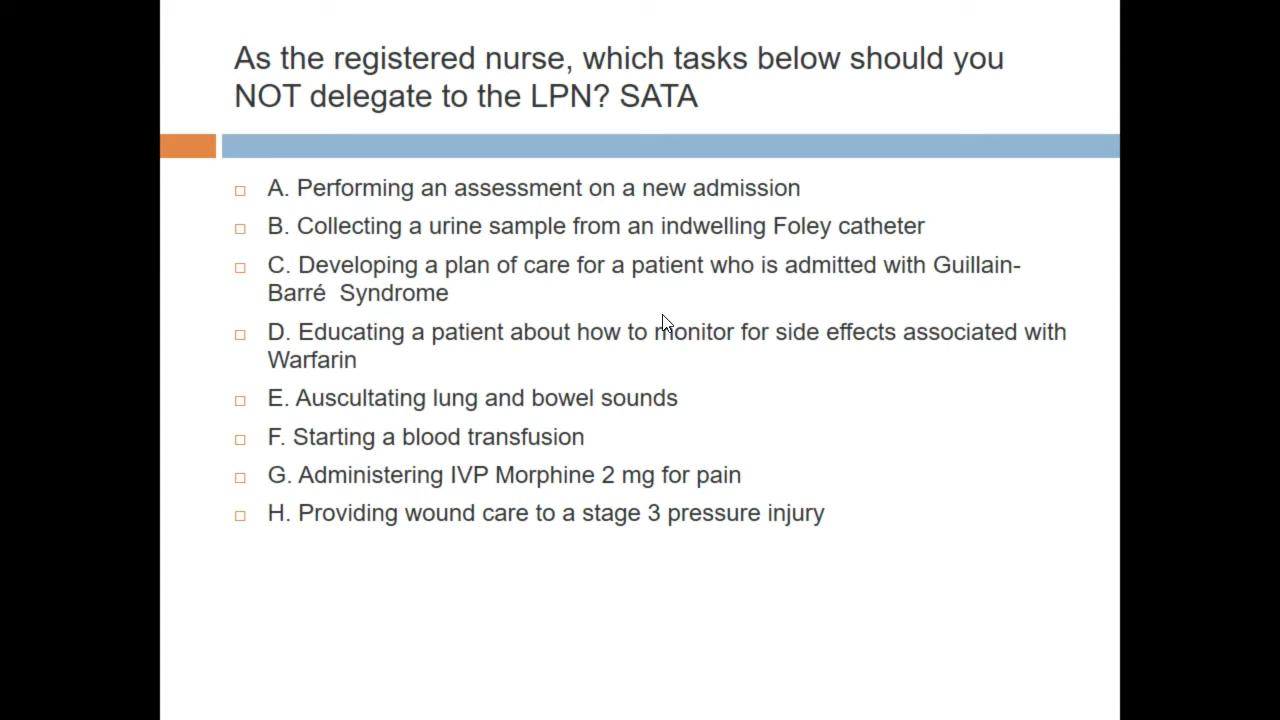 As the registered nurse, which tasks below should you
NOT delegate to the LPN? SATA
A. Performing an assessment on a new admission
B. Collecting a urine sample from an indwelling Foley catheter
C. Developing a plan of care for a patient who is admitted with Guillain-
Barré  Syndrome
D. Educating a patient about how to monitor for side effects associated with
Warfarin
E. Auscultating lung and bowel sounds
F. Starting a blood transfusion
G. Administering IVP Morphine 2 mg for pain
H. Providing wound care to a stage 3 pressure injury